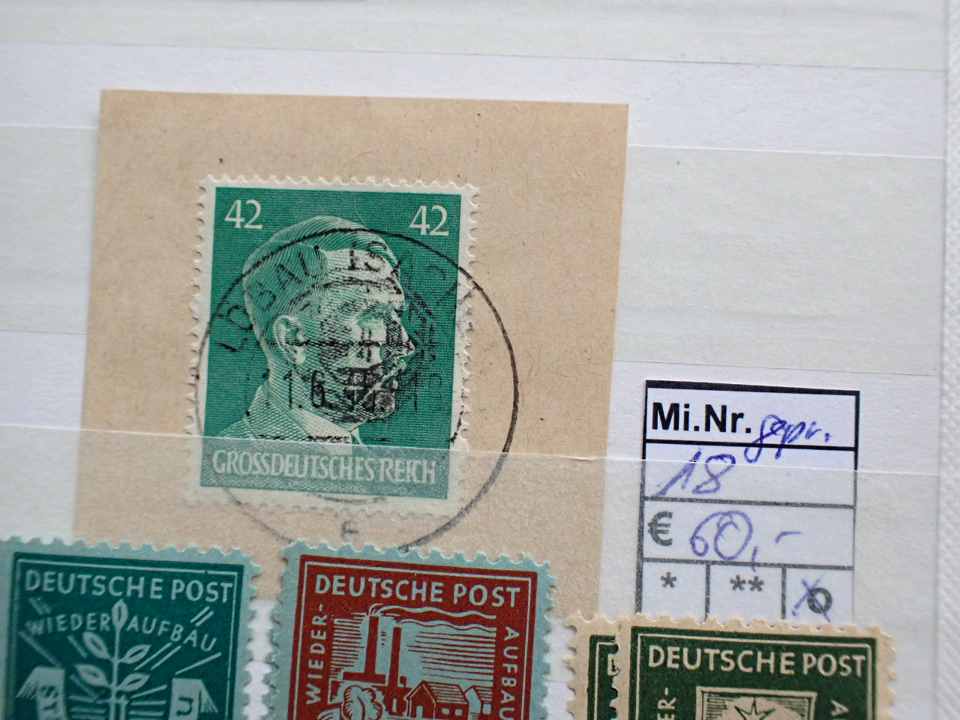 42 42
LÖBAU (SACHS)
GROSSDEUTSCHES REICH
Mi.Nr. gepr.
18
€ 60,-
* ** o
DEUTSCHE POST
WIEDERAUFBAU
DEUTSCHE POST
WIEDER-
AUFBAU
DEUTSCHE POST